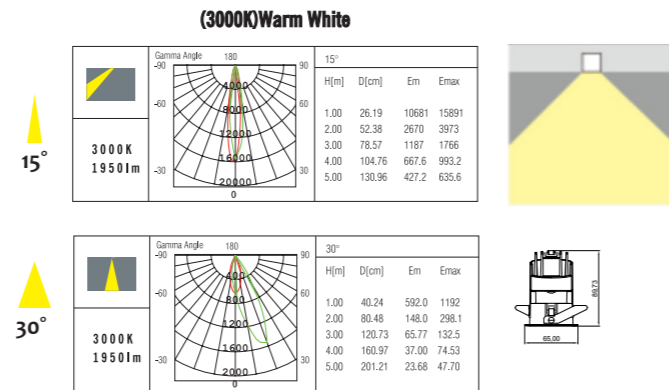 (3000K)Warm White
Gamma Angle 180
-90 90
-60 60
-30 30
0
4000
8000
12000
16000
20000
15°
3000K
1950lm
15°
H[m] D[cm] Em Emax
1.00 26.19 10681 15891
2.00 52.38 2670 3973
3.00 78.57 1187 1766
4.00 104.76 667.6 993.2
5.00 130.96 427.2 635.6
Gamma Angle 180
-90 90
-60 60
-30 30
0
400
800
1200
1600
2000
30°
3000K
1950lm
30°
H[m] D[cm] Em Emax
1.00 40.24 592.0 1192
2.00 80.48 148.0 298.1
3.00 120.73 65.77 132.5
4.00 160.97 37.00 74.53
5.00 201.21 23.68 47.70
89,73
65,00